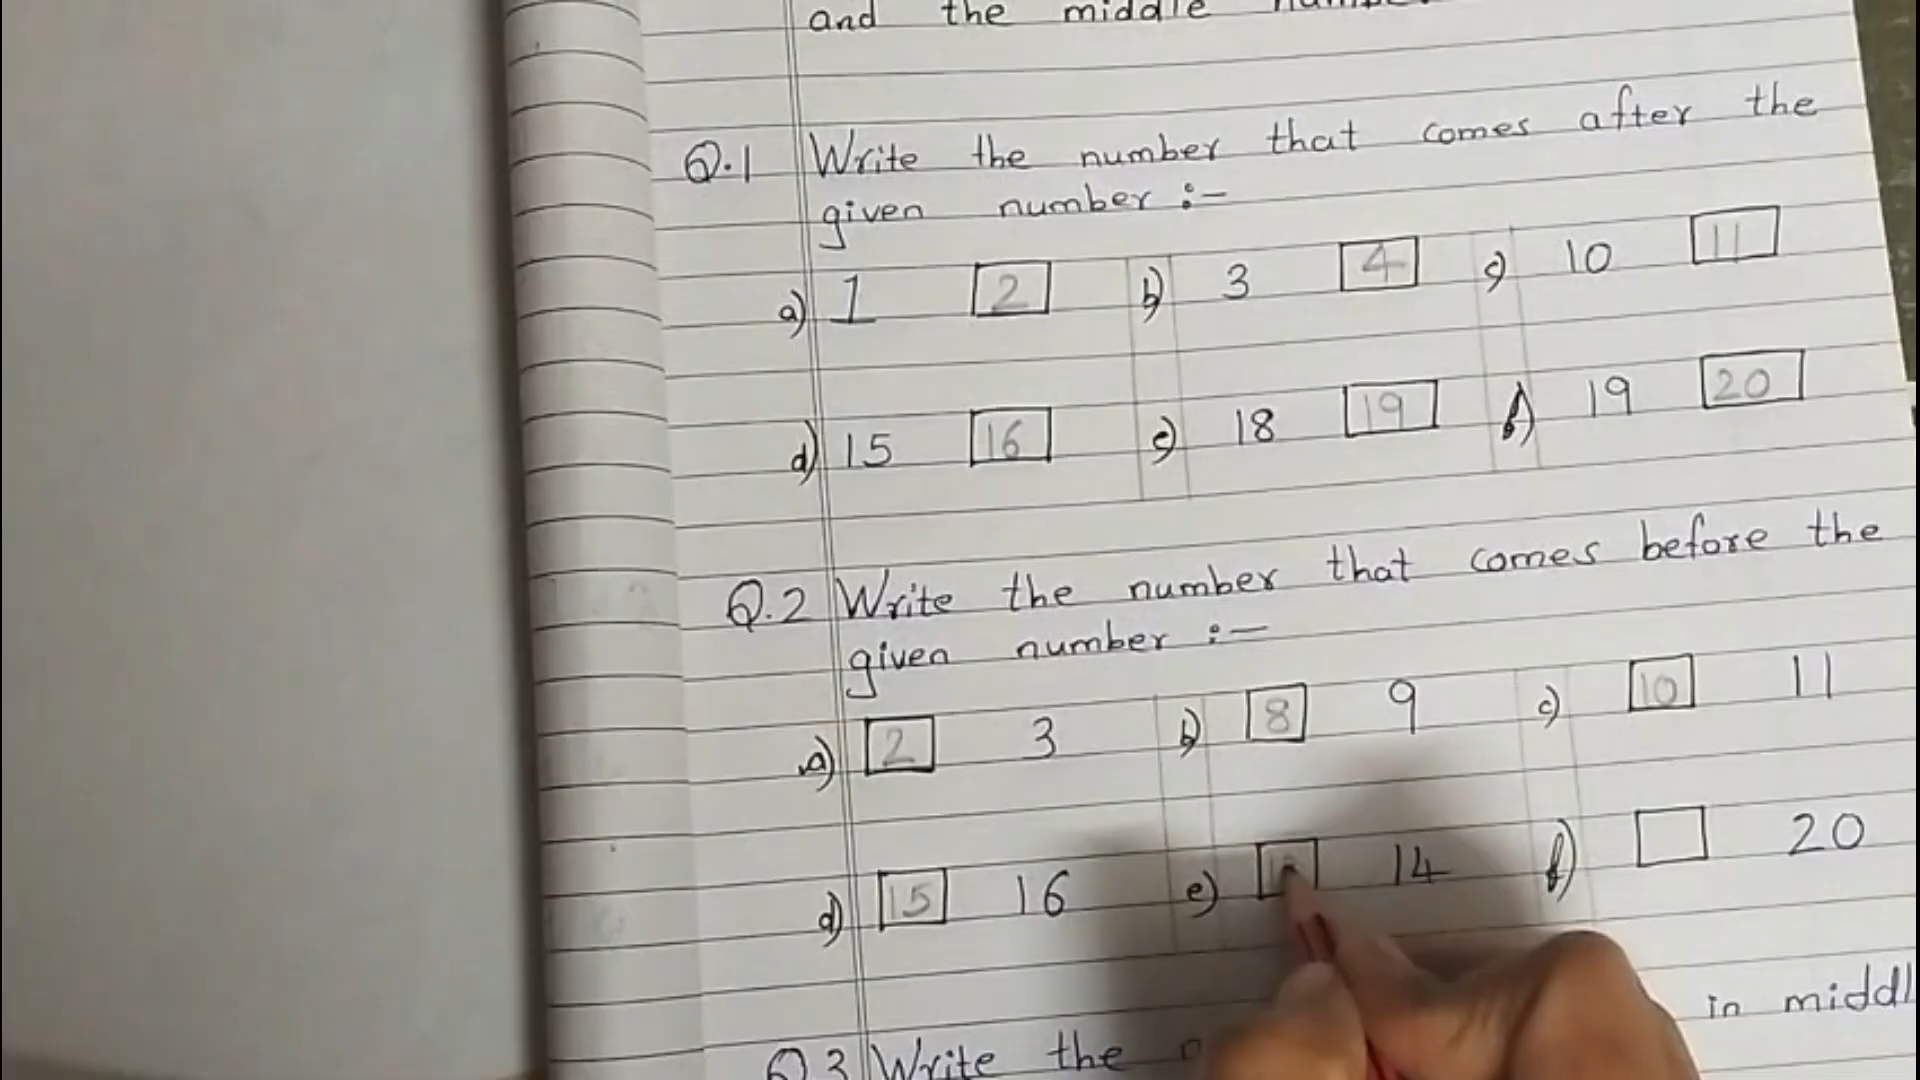 and the middle
Q.1 Write the number that comes after the
given number :-
a) 1 2 b) 3 4 c) 10 11
d) 15 16 e) 18 19 f) 19 20
Q.2 Write the number that comes before the
given number :-
a) 2 3 b) 8 9 c) 10 11
d) 15 16 e) 14 f) 20
Q.3 Write the in